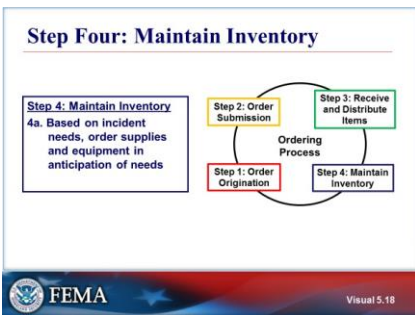 Step Four: Maintain Inventory
Step 4: Maintain Inventory
4a. Based on incident
needs, order supplies
and equipment in
anticipation of needs
Step 2: Order
Submission
Step 3: Receive
and Distribute
Items
Ordering
Process
Step 1: Order
Origination
Step 4: Maintain
Inventory
FEMA
Visual 5.18